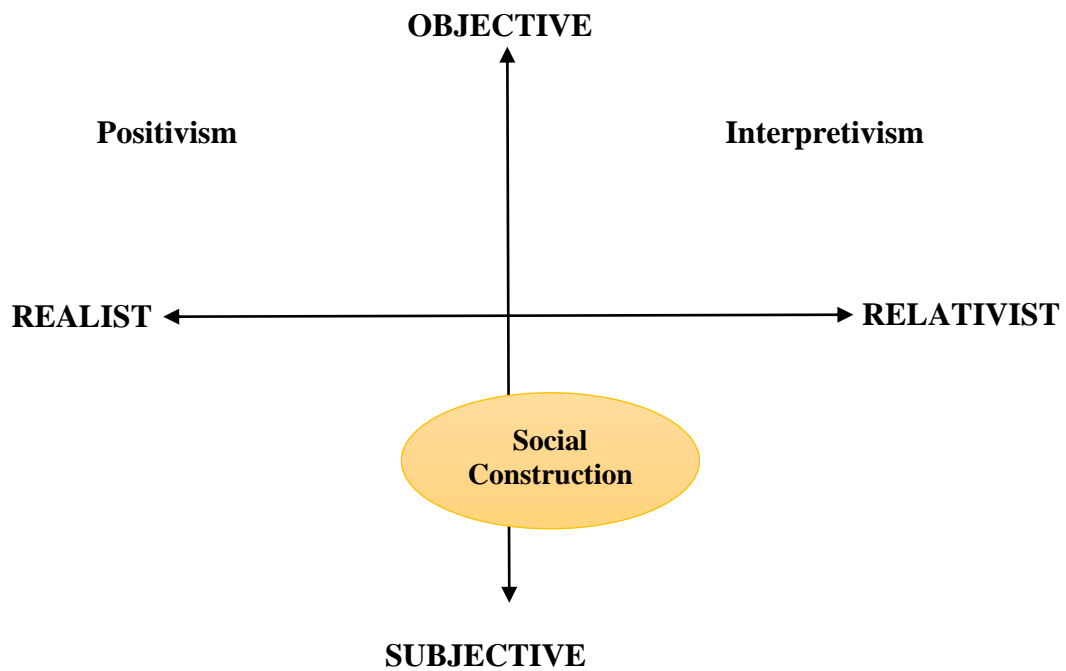 OBJECTIVE
Positivism
Interpretivism
REALIST
RELATIVIST
Social
Construction
SUBJECTIVE